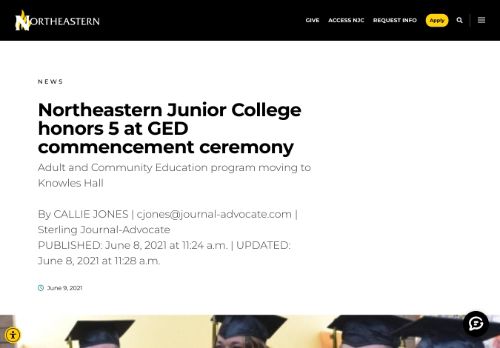 NORTHEASTERN
GIVE ACCESS NJC REQUEST INFO Apply
NEWS
Northeastern Junior College
honors 5 at GED
commencement ceremony
Adult and Community Education program moving to
Knowles Hall
By CALLIE JONES | cjones@journal-advocate.com |
Sterling Journal-Advocate
PUBLISHED: June 8, 2021 at 11:24 a.m. | UPDATED:
June 8, 2021 at 11:28 a.m.
June 9, 2021